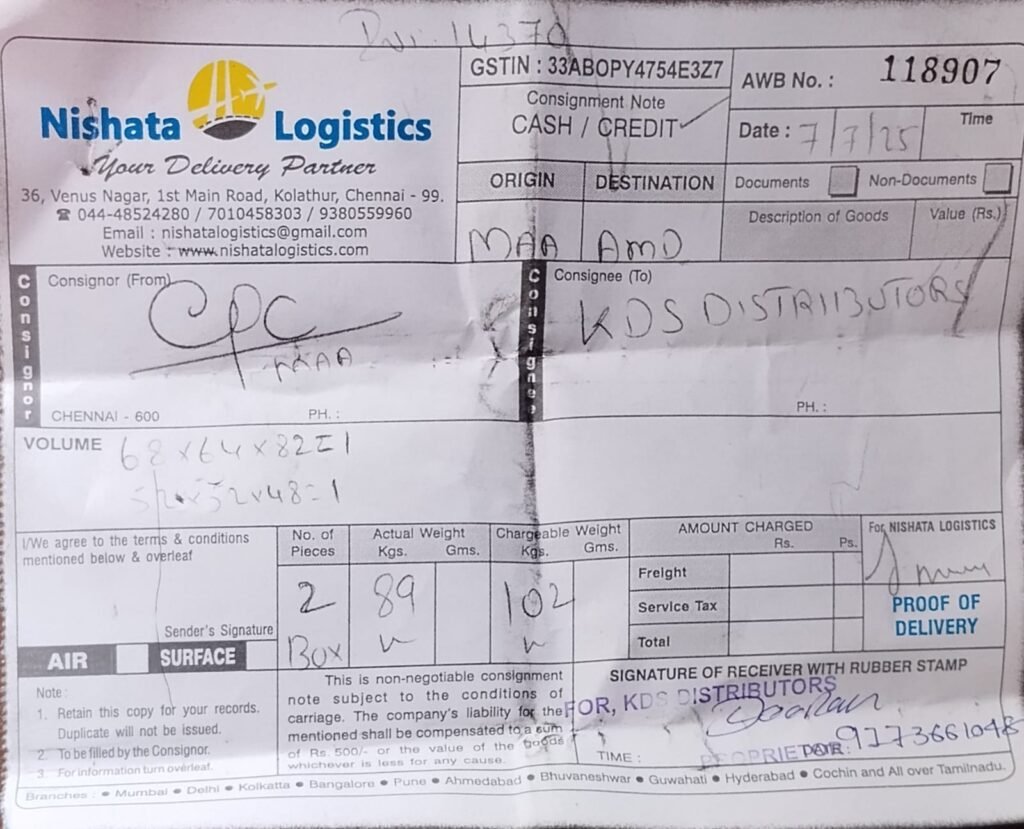 14370
Nishata Logistics
Your Delivery Partner
36, Venus Nagar, 1st Main Road, Kolathur, Chennai - 99.
☎ 044-48524280 / 7010458303 / 9380559960
Email : nishatalogistics@gmail.com
Website : www.nishatalogistics.com
GSTIN : 33ABOPY4754E3Z7
Consignment Note
CASH / CREDIT ✓
AWB No. : 118907
Date : 7/7/25
Time
ORIGIN DESTINATION
MAA AMD
Documents Non-Documents
Description of Goods Value (Rs.)
Consignor
Consignor (From)
CPC
CHENNAI - 600 PH. :
Consignee
Consignee (To)
KDS DISTRIIBUTORS
PH. :
VOLUME 68×64×82=1
52×52×48=1
I/We agree to the terms & conditions
mentioned below & overleaf
Sender's Signature
AIR SURFACE
No. of Pieces
2
Box
Actual Weight
Kgs. Gms.
89
Chargeable Weight
Kgs. Gms.
102
AMOUNT CHARGED
Rs. Ps.
Freight
Service Tax
Total
For NISHATA LOGISTICS
PROOF OF
DELIVERY
Note :
1. Retain this copy for your records.
Duplicate will not be issued.
2. To be filled by the Consignor.
3. For information turn overleaf.
This is non-negotiable consignment
note subject to the conditions of
carriage. The company's liability for the
mentioned shall be compensated to a sum
of Rs. 500/- or the value of the goods
whichever is less for any cause.
SIGNATURE OF RECEIVER WITH RUBBER STAMP
FOR, KDS DISTRIBUTORS
TIME : PROPRIETOR 9173661048
Branches : ● Mumbai ● Delhi ● Kolkatta ● Bangalore ● Pune ● Ahmedabad ● Bhuvaneshwar ● Guwahati ● Hyderabad ● Cochin and All over Tamilnadu.